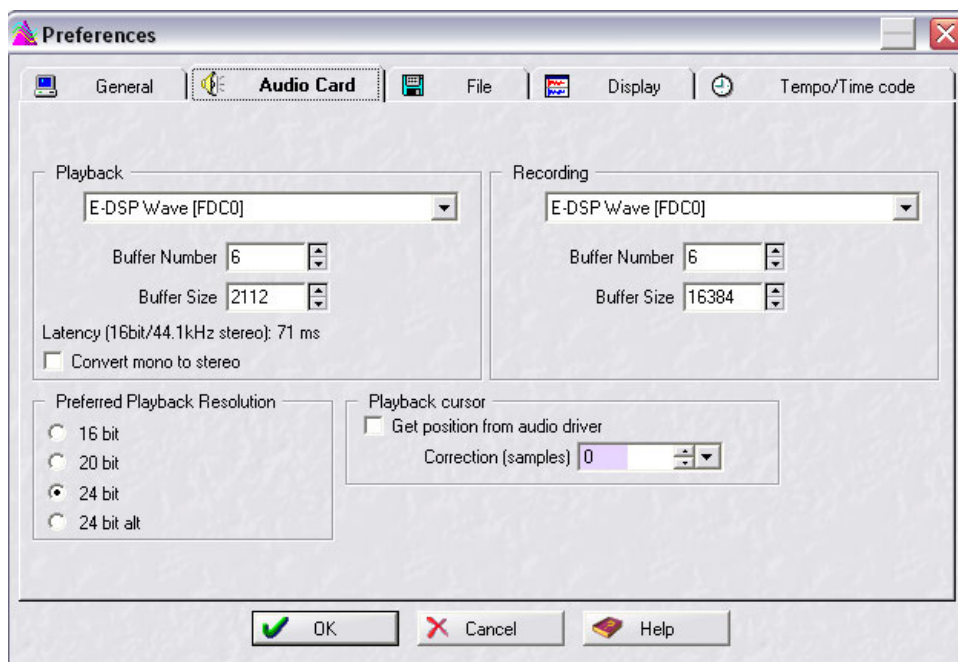 Preferences
General
Audio Card
File
Display
Tempo/Time code
Playback
E-DSP Wave [FDC0]
Buffer Number 6
Buffer Size 2112
Latency (16bit/44.1kHz stereo): 71 ms
Convert mono to stereo
Recording
E-DSP Wave [FDC0]
Buffer Number 6
Buffer Size 16384
Preferred Playback Resolution
16 bit
20 bit
24 bit
24 bit alt
Playback cursor
Get position from audio driver
Correction (samples) 0
OK
Cancel
Help